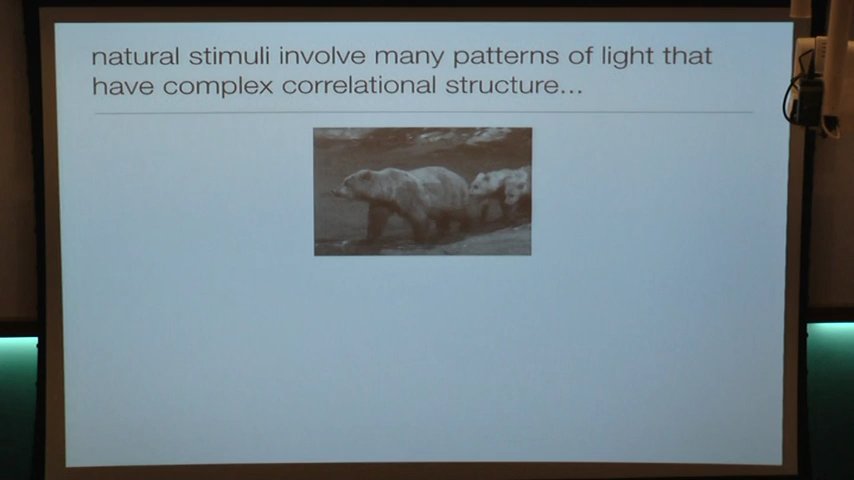 natural stimuli involve many patterns of light that
have complex correlational structure...